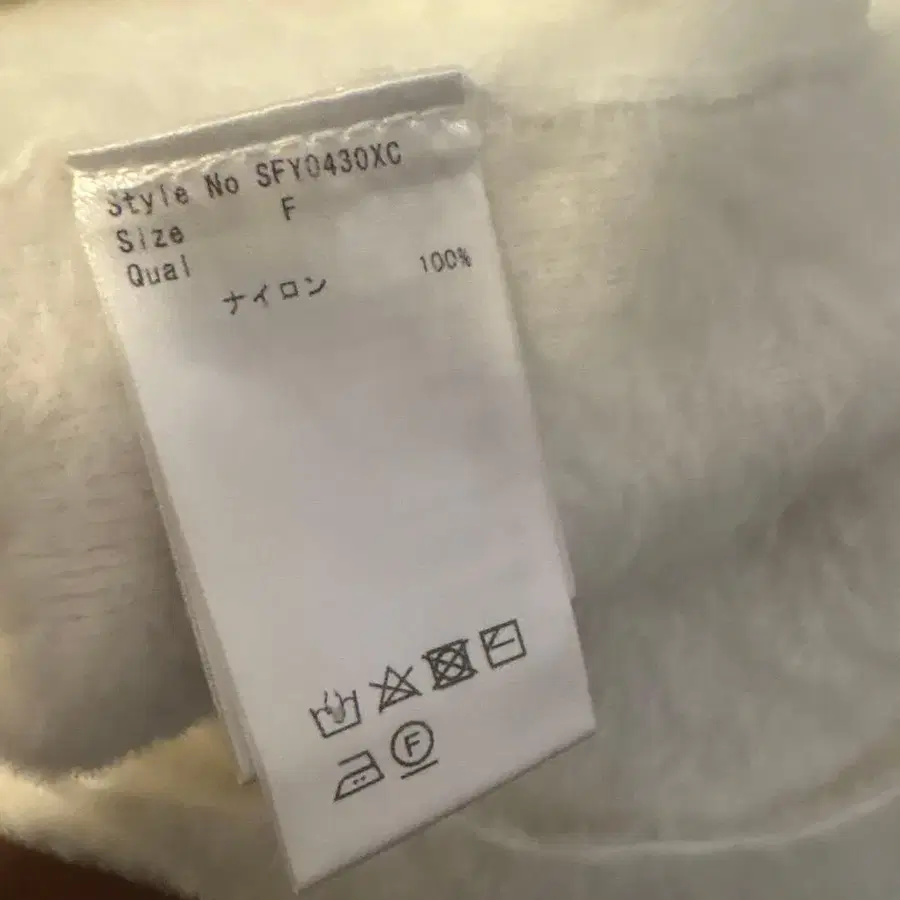 Style No SFY0430XC
Size F
Qual
ナイロン 100%
F